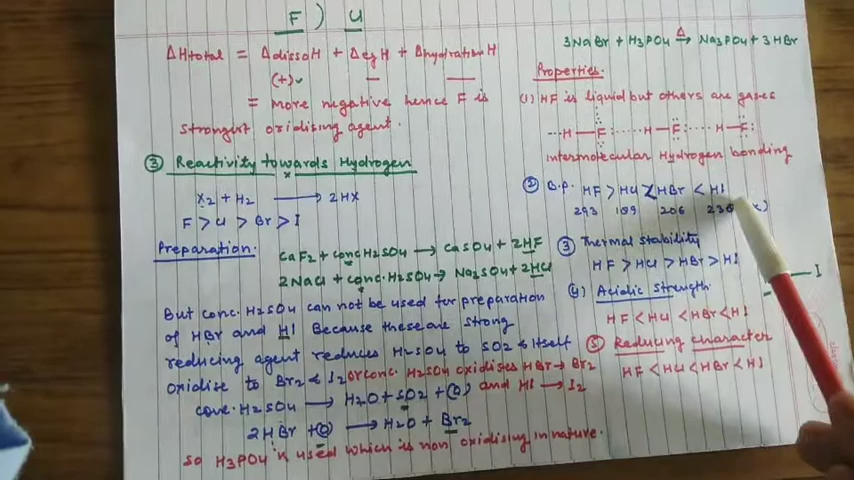 F ) Cl
ΔHtotal = ΔdissoH + ΔegH + ΔhydrationH
(+)
= more negative hence F is
strongest oxidising agent.
③ Reactivity towards Hydrogen
X2 + H2 → 2HX
F > Cl > Br > I
Preparation:
CaF2 + conc H2SO4 → CaSO4 + 2HF
2NaCl + conc. H2SO4 → Na2SO4 + 2HCl
But conc. H2SO4 can not be used for preparation
of HBr and HI Because these are strong
reducing agent reduces H2SO4 to SO2 & itself
oxidise to Br2 & I2 or conc. H2SO4 oxidises HBr → Br2
and HI → I2
conc. H2SO4 → H2O + SO2 + (O)
2HBr + (O) → H2O + Br2
So H3PO4 is used which is non oxidising in nature.
3NaBr + H3PO4 Δ→ Na3PO4 + 3HBr
Properties:
(1) HF is liquid but others are gases
---H—F:······H—F:···H—F:
intermolecular Hydrogen bonding
② B.p. HF > HCl < HBr < HI
293 189 206 238 K)
③ Thermal stability
HF > HCl > HBr > HI
(4) Acidic Strength
HF < HCl < HBr < HI
⑤ Reducing character
HF < HCl < HBr < HI
— I